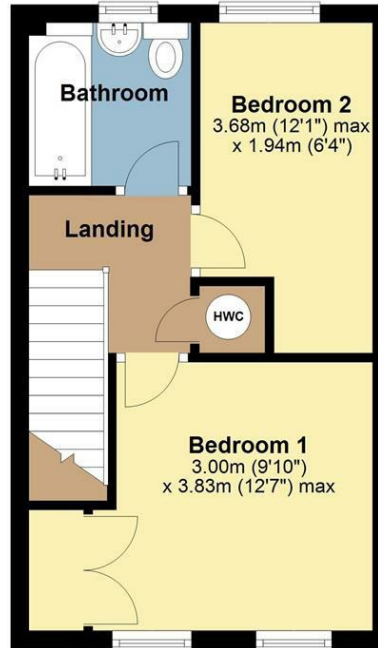 Bathroom
Bedroom 2
3.68m (12'1") max
x 1.94m (6'4")
Landing
HWC
Bedroom 1
3.00m (9'10")
x 3.83m (12'7") max